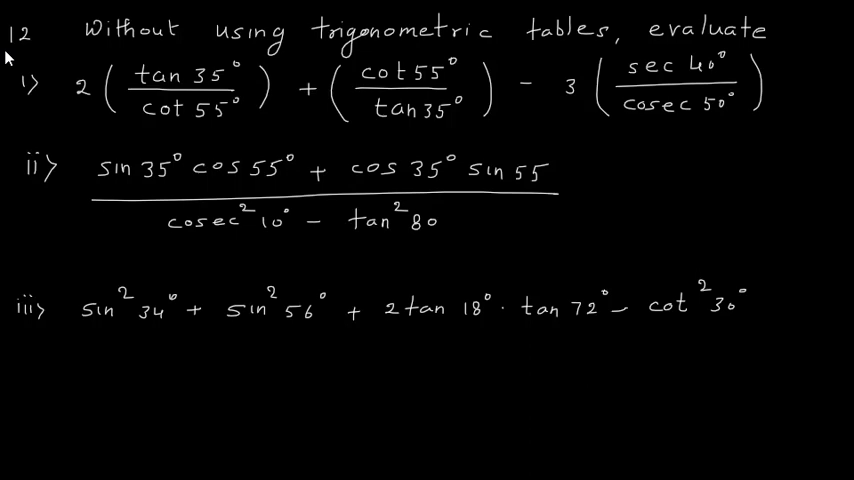 12 Without using trigonometric tables, evaluate
i> 2 ( tan 35° / cot 55° ) + ( cot 55° / tan 35° ) - 3 ( sec 40° / cosec 50° )
ii> sin 35° cos 55° + cos 35° sin 55 / cosec² 10° - tan² 80
iii> sin² 34° + sin² 56° + 2 tan 18° . tan 72° - cot² 30°